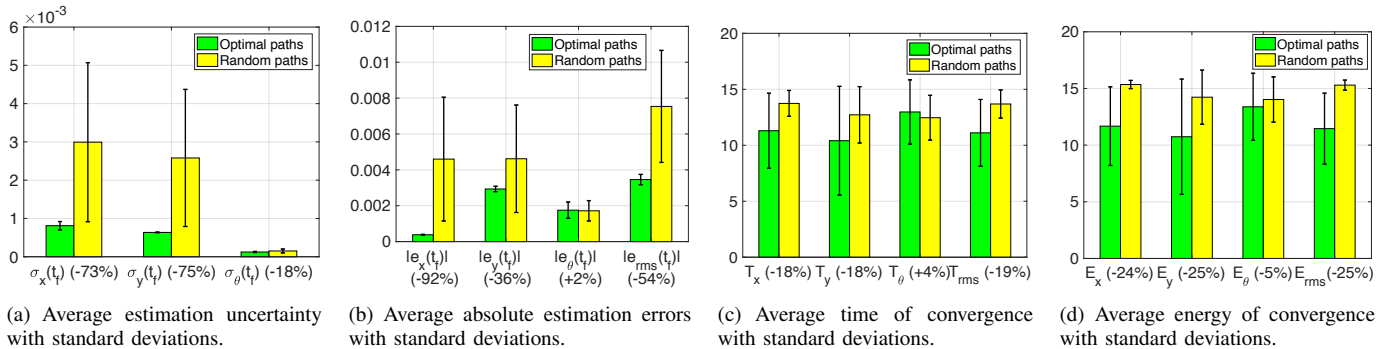 ×10⁻³
6
5
4
3
2
1
0
Optimal paths
Random paths
σx(tf) (-73%) σy(tf) (-75%) σθ(tf) (-18%)
(a) Average estimation uncertainty
with standard deviations.
0.012
0.01
0.008
0.006
0.004
0.002
0
Optimal paths
Random paths
|ex(tf)| |ey(tf)| |eθ(tf)| |erms(tf)|
(-92%) (-36%) (+2%) (-54%)
(b) Average absolute estimation errors
with standard deviations.
20
15
10
5
0
Optimal paths
Random paths
Tx (-18%) Ty (-18%) Tθ (+4%) Trms (-19%)
(c) Average time of convergence
with standard deviations.
20
15
10
5
0
Optimal paths
Random paths
Ex (-24%) Ey (-25%) Eθ (-5%) Erms (-25%)
(d) Average energy of convergence
with standard deviations.